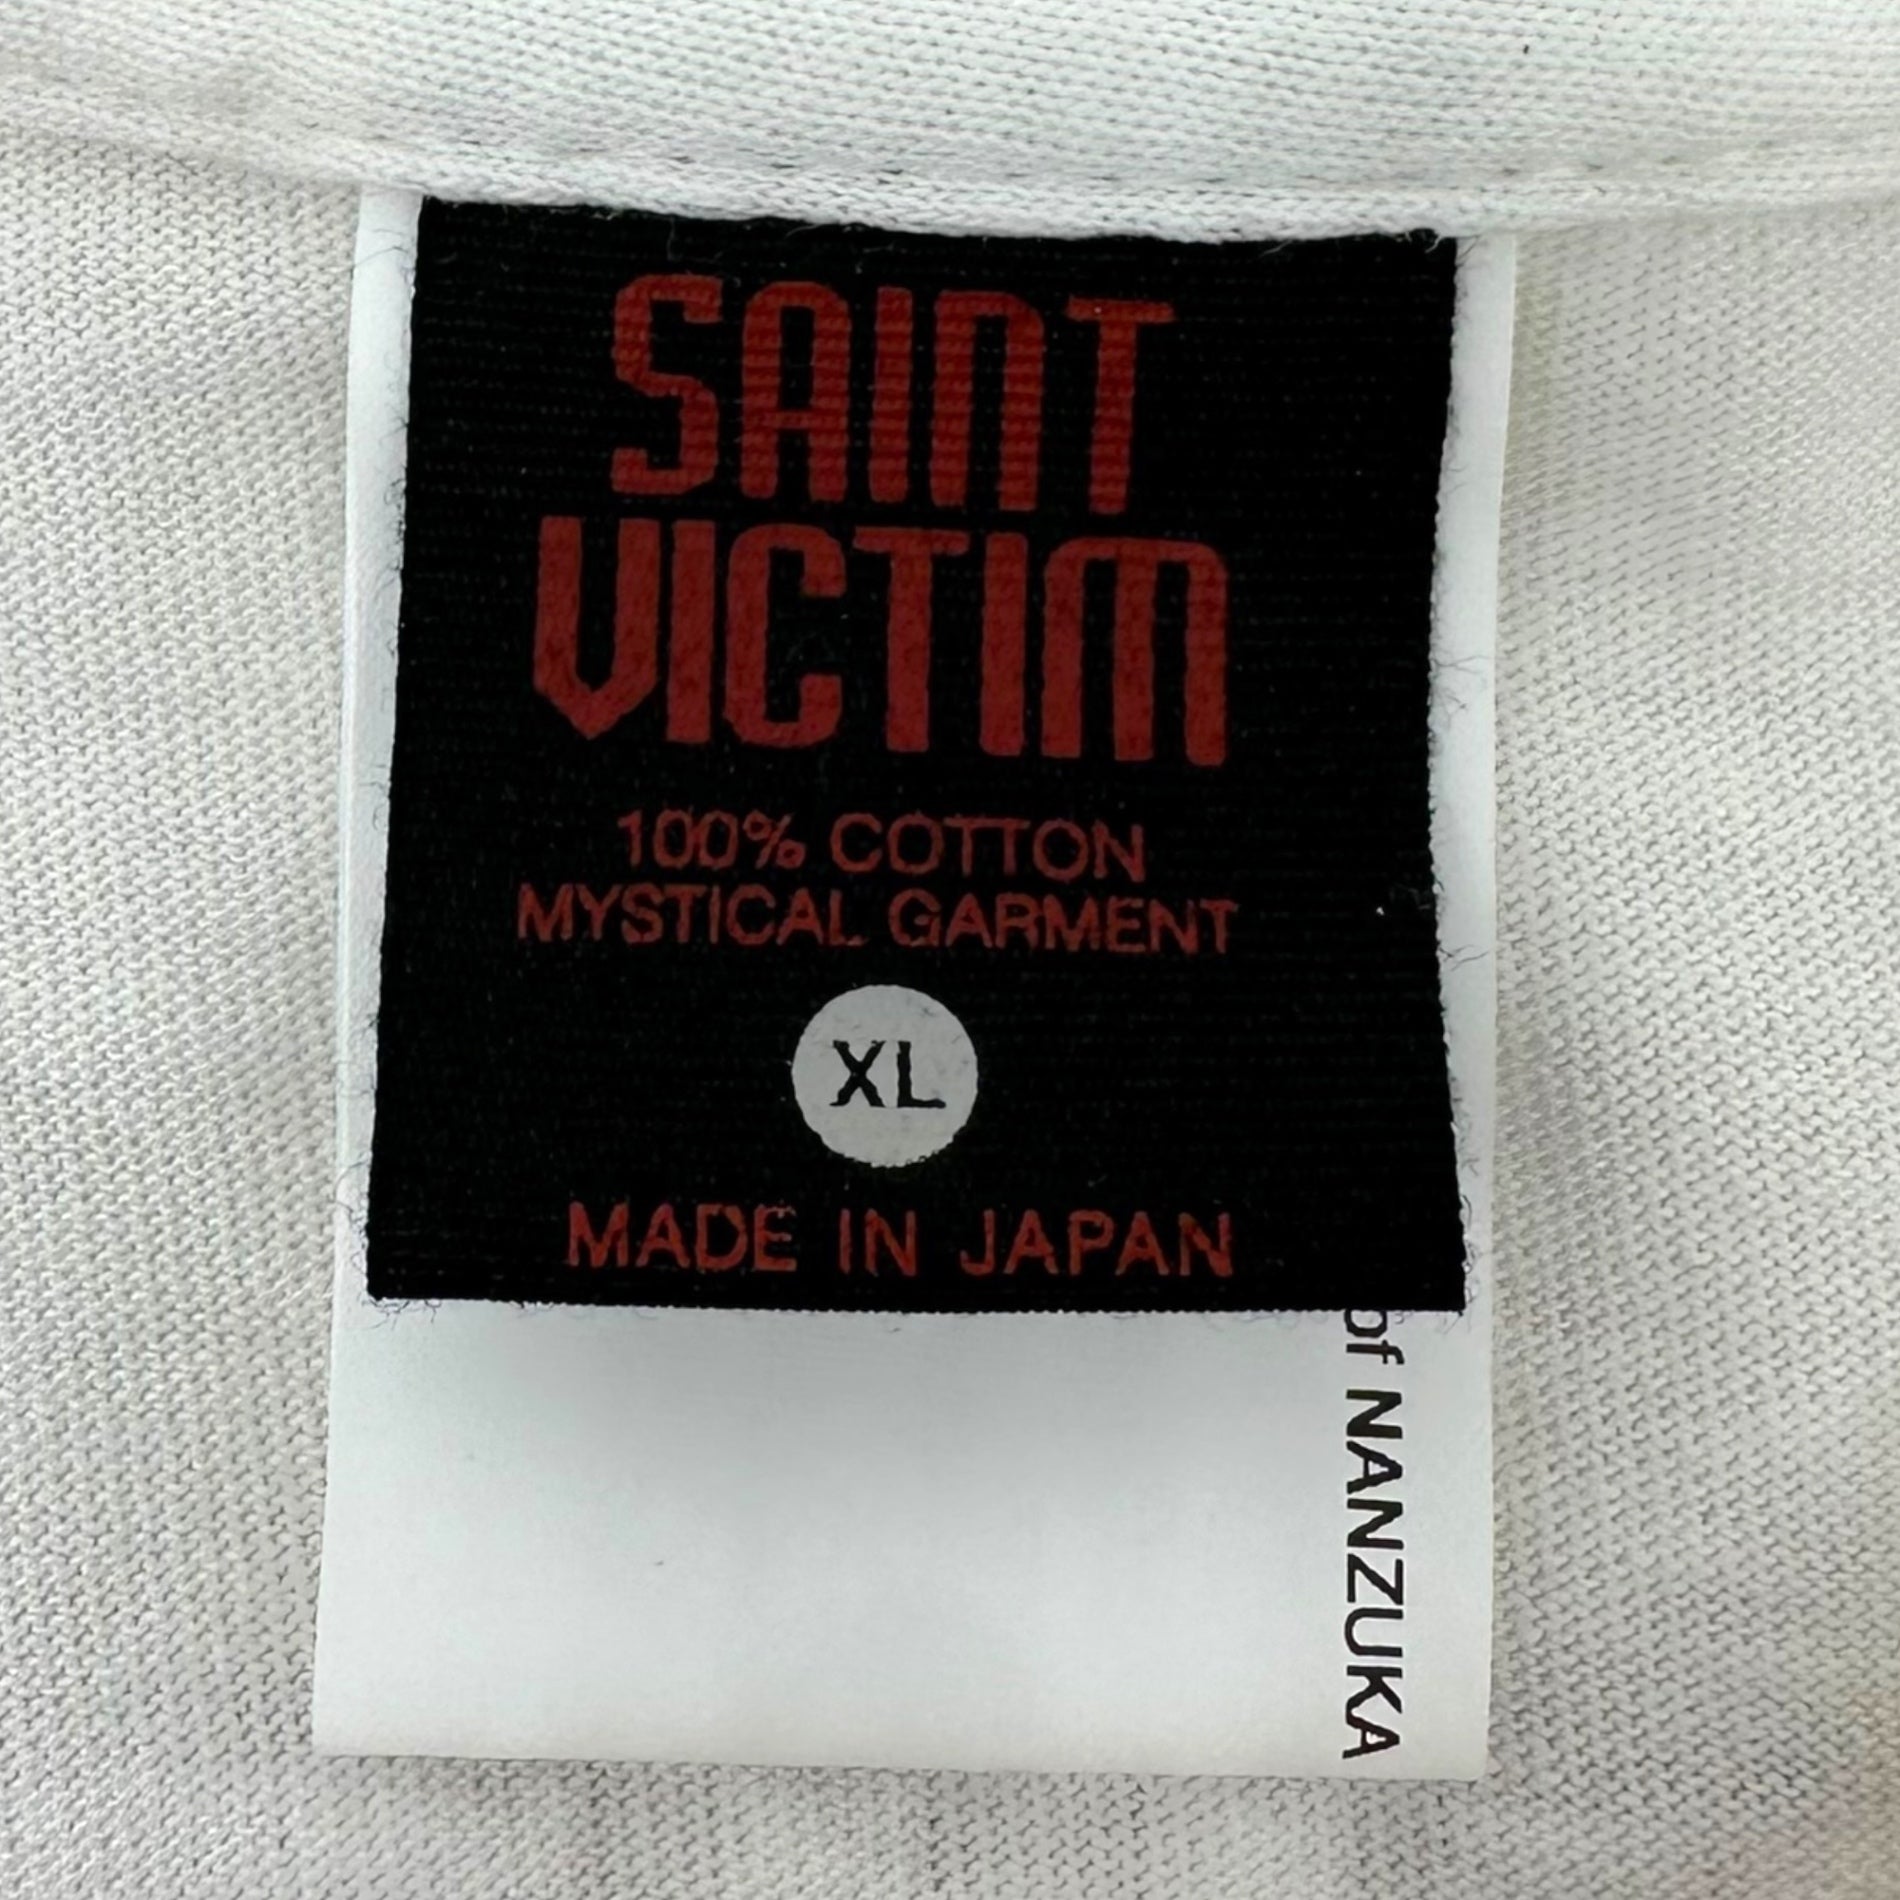 SAINT
VICTIM
100% COTTON
MYSTICAL GARMENT
XL
MADE IN JAPAN
of NANZUKA